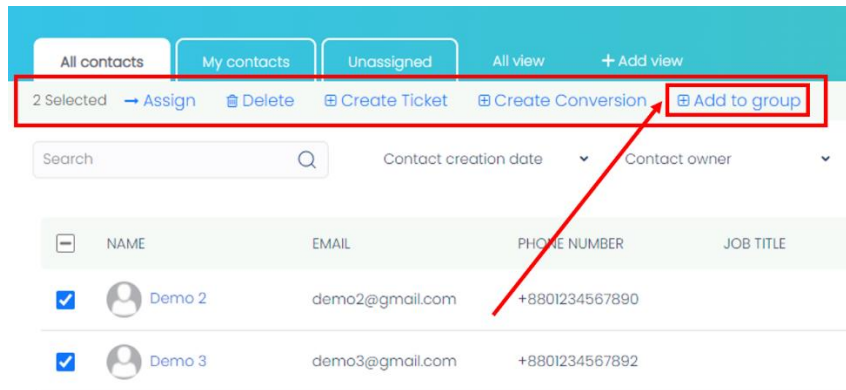 All contacts My contacts Unassigned All view + Add view
2 Selected → Assign Delete Create Ticket Create Conversion Add to group
Search Contact creation date Contact owner
NAME EMAIL PHONE NUMBER JOB TITLE
Demo 2 demo2@gmail.com +8801234567890
Demo 3 demo3@gmail.com +8801234567892